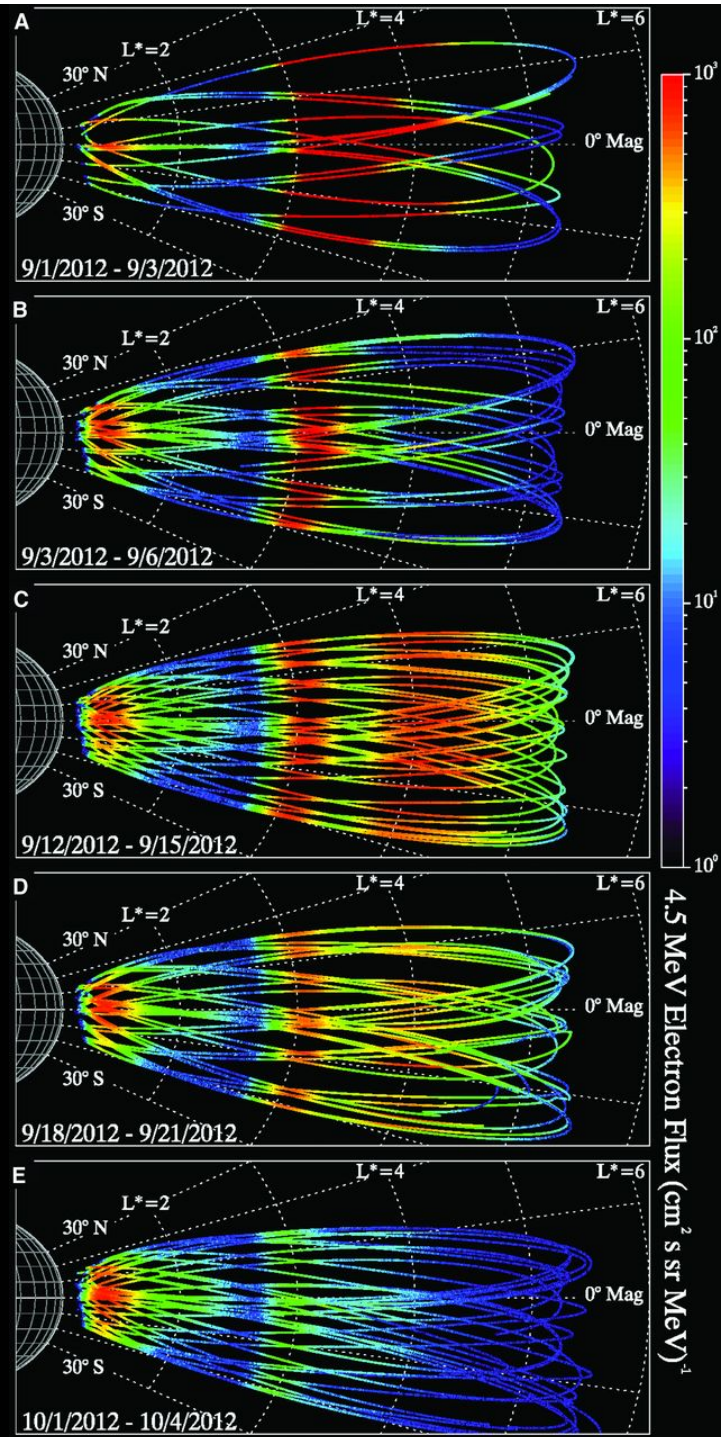 A
L*=2
L*=4
L*=6
30° N
0° Mag
30° S
9/1/2012 - 9/3/2012
B
L*=2
L*=4
L*=6
30° N
0° Mag
30° S
9/3/2012 - 9/6/2012
C
L*=2
L*=4
L*=6
30° N
0° Mag
30° S
9/12/2012 - 9/15/2012
D
L*=2
L*=4
L*=6
30° N
0° Mag
30° S
9/18/2012 - 9/21/2012
E
L*=2
L*=4
L*=6
30° N
0° Mag
30° S
10/1/2012 - 10/4/2012
10³
10²
10¹
10⁰
4.5 MeV Electron Flux (cm² s sr MeV)⁻¹